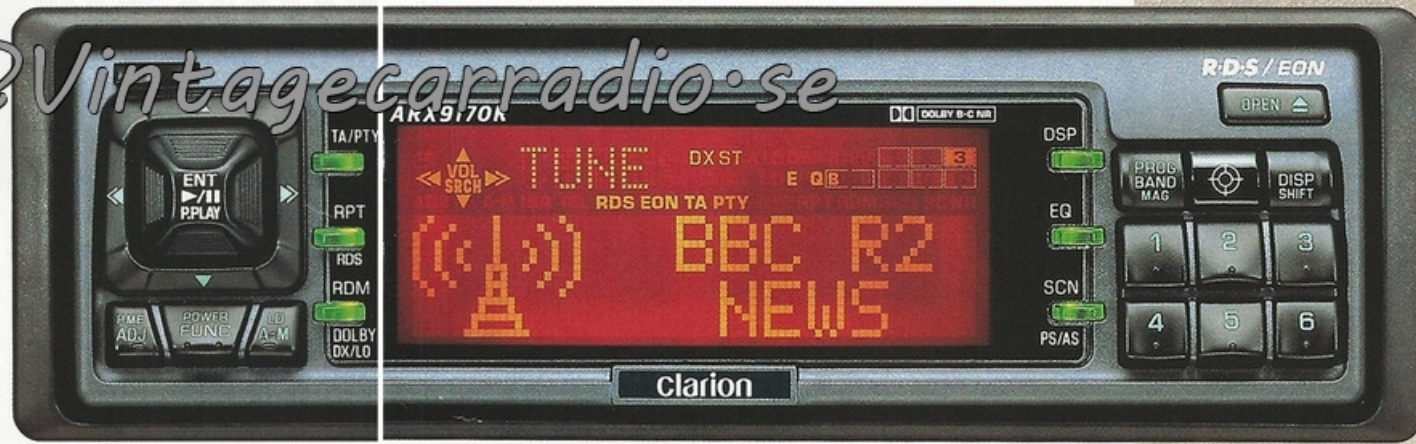 Vintagecarradio.se
R·D·S / EON
OPEN
ARX9170R
DOLBY B-C NR
TA/PTY
RPT
RDS
RDM
DOLBY
DX/LO
ENT
P.PLAY
PME
ADJ
POWER
FUNC
LD
A-M
VOL
SRCH
TUNE
DX ST
3
E Q B
RDS EON TA PTY
BBC R2
NEWS
DSP
EQ
SCN
PS/AS
PROG
BAND
MAG
DISP
SHIFT
1 2 3
4 5 6
Clarion